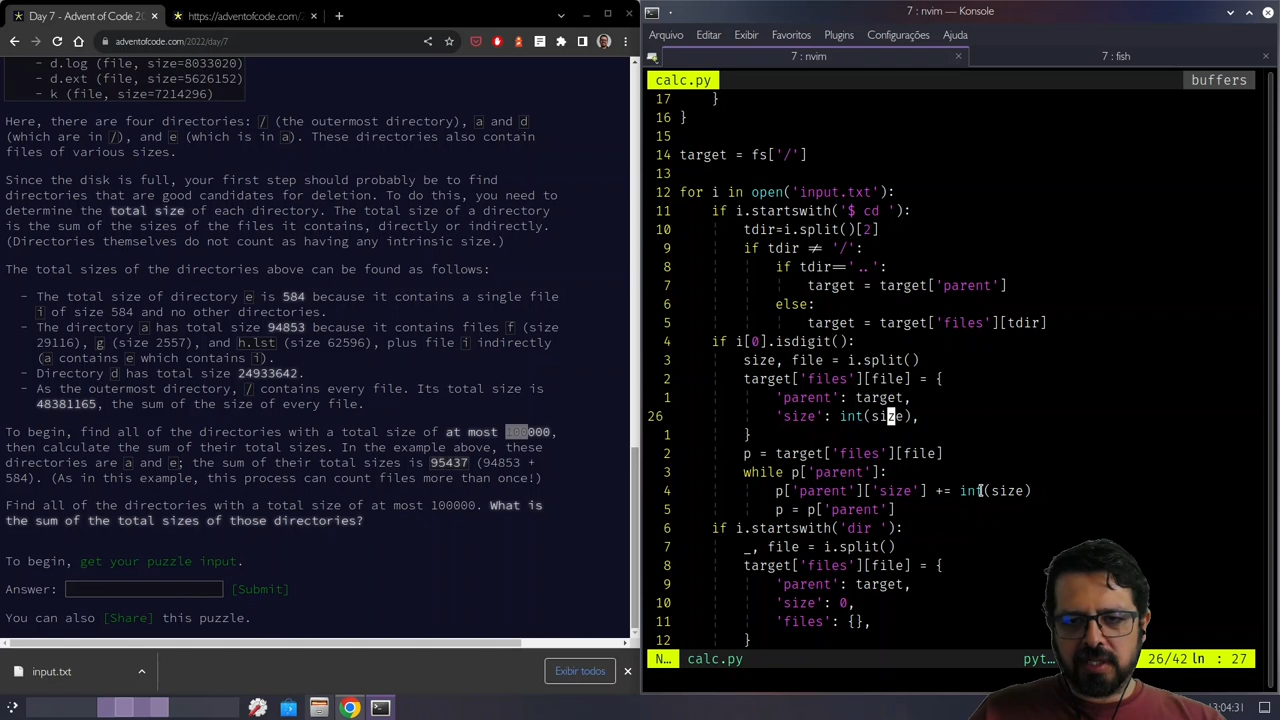 Day 7 - Advent of Code 202
https://adventofcode.com/2
adventofcode.com/2022/day/7
- d.log (file, size=8033020)
- d.ext (file, size=5626152)
- k (file, size=7214296)
Here, there are four directories: / (the outermost directory), a and d
(which are in /), and e (which is in a). These directories also contain
files of various sizes.
Since the disk is full, your first step should probably be to find
directories that are good candidates for deletion. To do this, you need to
determine the total size of each directory. The total size of a directory
is the sum of the sizes of the files it contains, directly or indirectly.
(Directories themselves do not count as having any intrinsic size.)
The total sizes of the directories above can be found as follows:
- The total size of directory e is 584 because it contains a single file
i of size 584 and no other directories.
- The directory a has total size 94853 because it contains files f (size
29116), g (size 2557), and h.lst (size 62596), plus file i indirectly
(a contains e which contains i).
- Directory d has total size 24933642.
- As the outermost directory, / contains every file. Its total size is
48381165, the sum of the size of every file.
To begin, find all of the directories with a total size of at most 100000,
then calculate the sum of their total sizes. In the example above, these
directories are a and e; the sum of their total sizes is 95437 (94853 +
584). (As in this example, this process can count files more than once!)
Find all of the directories with a total size of at most 100000. What is
the sum of the total sizes of those directories?
To begin, get your puzzle input.
Answer: [Submit]
You can also [Share] this puzzle.
input.txt
Exibir todos
7 : nvim — Konsole
Arquivo Editar Exibir Favoritos Plugins Configurações Ajuda
7 : nvim
7 : fish
calc.py buffers
17 }
16 }
15
14 target = fs['/']
13
12 for i in open('input.txt'):
11 if i.startswith('$ cd '):
10 tdir=i.split()[2]
9 if tdir ≠ '/':
8 if tdir=='..':
7 target = target['parent']
6 else:
5 target = target['files'][tdir]
4 if i[0].isdigit():
3 size, file = i.split()
2 target['files'][file] = {
1 'parent': target,
26 'size': int(size),
1 }
2 p = target['files'][file]
3 while p['parent']:
4 p['parent']['size'] += int(size)
5 p = p['parent']
6 if i.startswith('dir '):
7 _, file = i.split()
8 target['files'][file] = {
9 'parent': target,
10 'size': 0,
11 'files': {},
12 }
N… calc.py pyt… 26/42 ln : 27
13:04:31